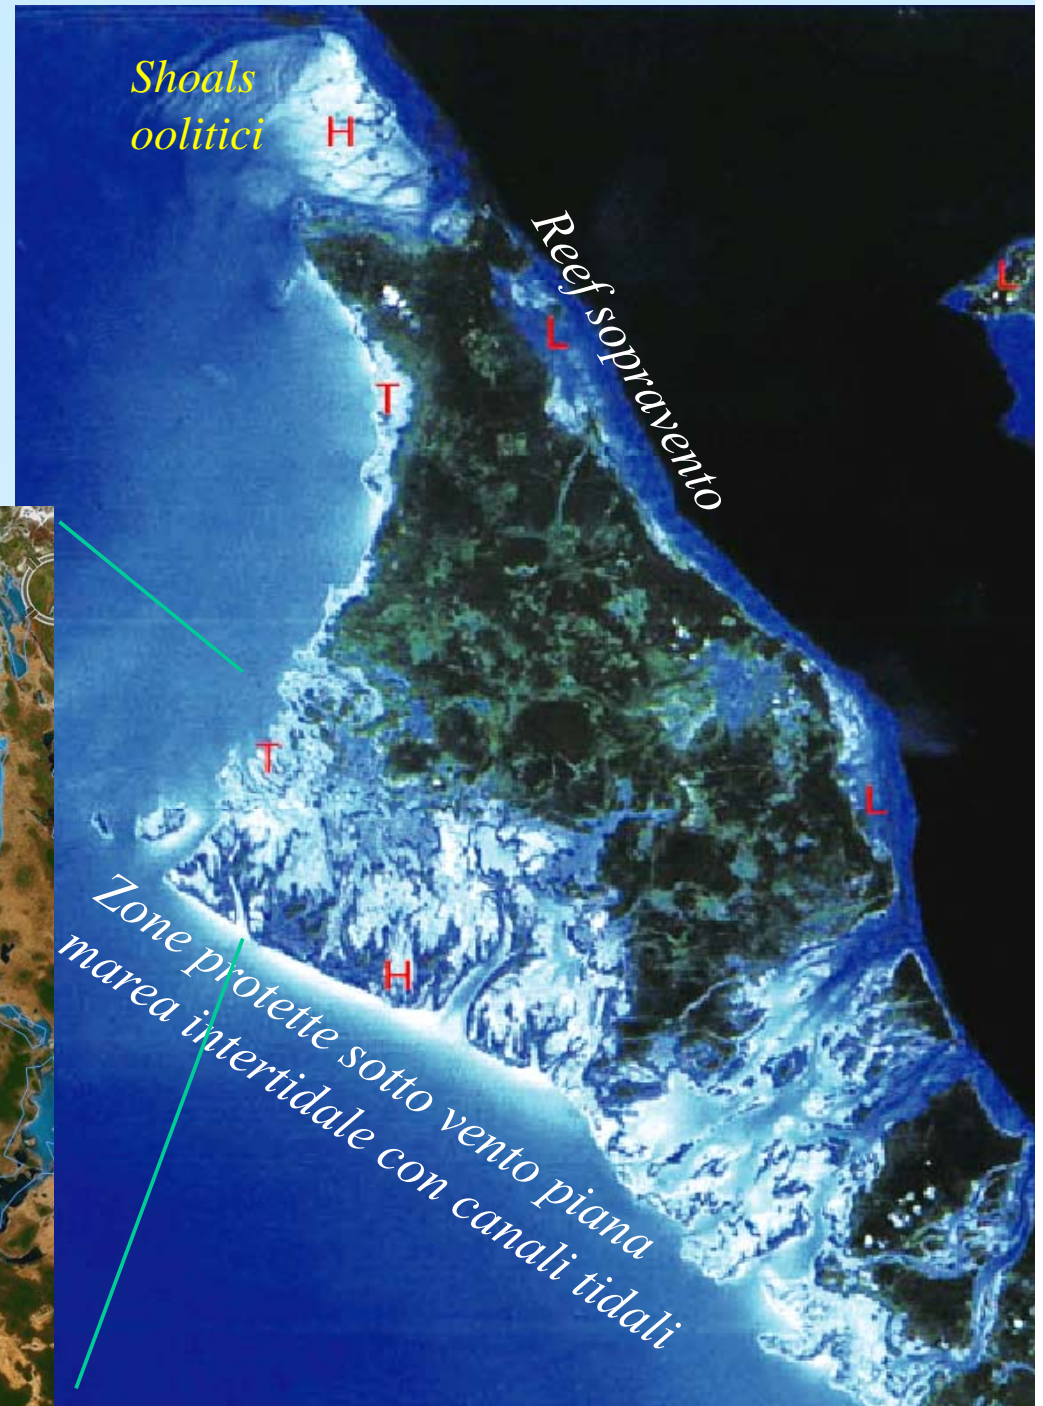 Shoals
oolitici
H
Reef sopravento
L
L
T
T
L
Zone protette sotto vento piana
marea intertidale con canali tidali
H